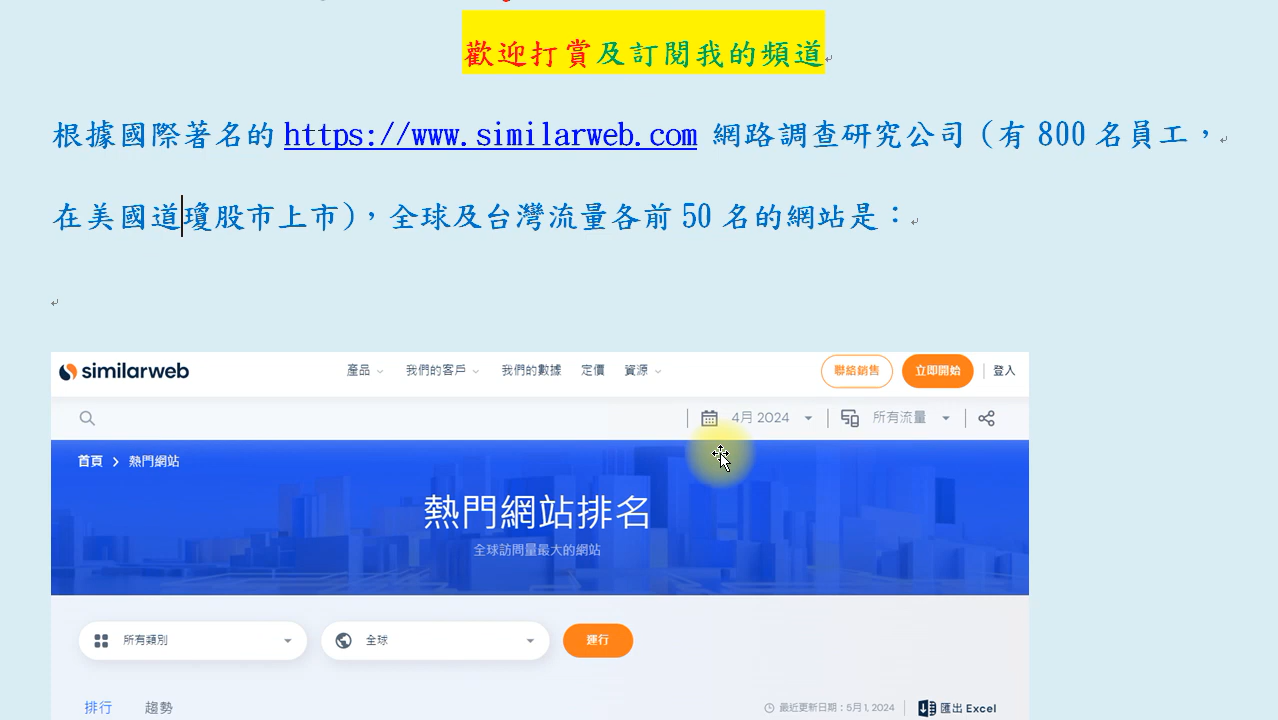 歡迎打賞及訂閱我的頻道
根據國際著名的 https://www.similarweb.com 網路調查研究公司（有 800 名員工，
在美國道瓊股市上市），全球及台灣流量各前 50 名的網站是：
similarweb 產品 我們的客戶 我們的數據 定價 資源 聯絡銷售 立即開始 登入
4月 2024 所有流量
首頁 > 熱門網站
熱門網站排名
全球訪問量最大的網站
所有類別 全球 運行
排行 趨勢 最近更新日期：5月 1, 2024 匯出 Excel